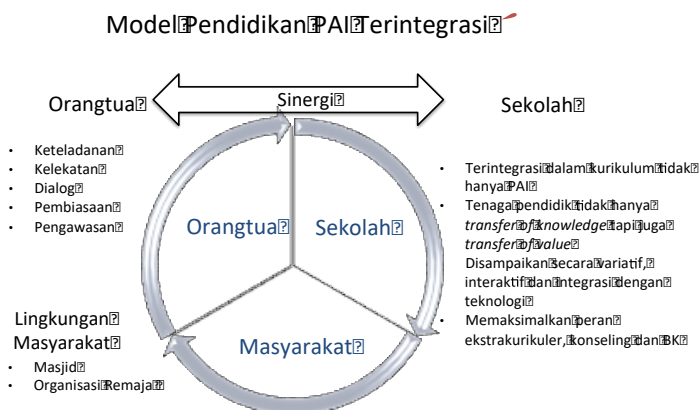 Model Pendidikan PAI Terintegrasi
Sinergi
Orangtua
Sekolah
• Keteladanan
• Kelekatan
• Dialog
• Pembiasaan
• Pengawasan
• Terintegrasi dalam kurikulum tidak
hanya PAI
• Tenaga pendidik tidak hanya
transfer of knowledge tapi juga
transfer of value
Disampaikan secara variatif,
interaktif dan integrasi dengan
teknologi
• Memaksimalkan peran
ekstrakurikuler, konseling dan BK
Orangtua
Sekolah
Masyarakat
Lingkungan
Masyarakat
• Masjid
• Organisasi Remaja